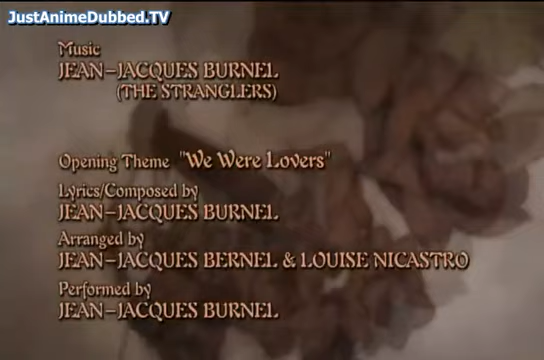 JustAnimeDubbed.TV
Music
JEAN-JACQUES BURNEL
(THE STRANGLERS)
Opening Theme "We Were Lovers"
Lyrics/Composed by
JEAN-JACQUES BURNEL
Arranged by
JEAN-JACQUES BERNEL & LOUISE NICASTRO
Performed by
JEAN-JACQUES BURNEL